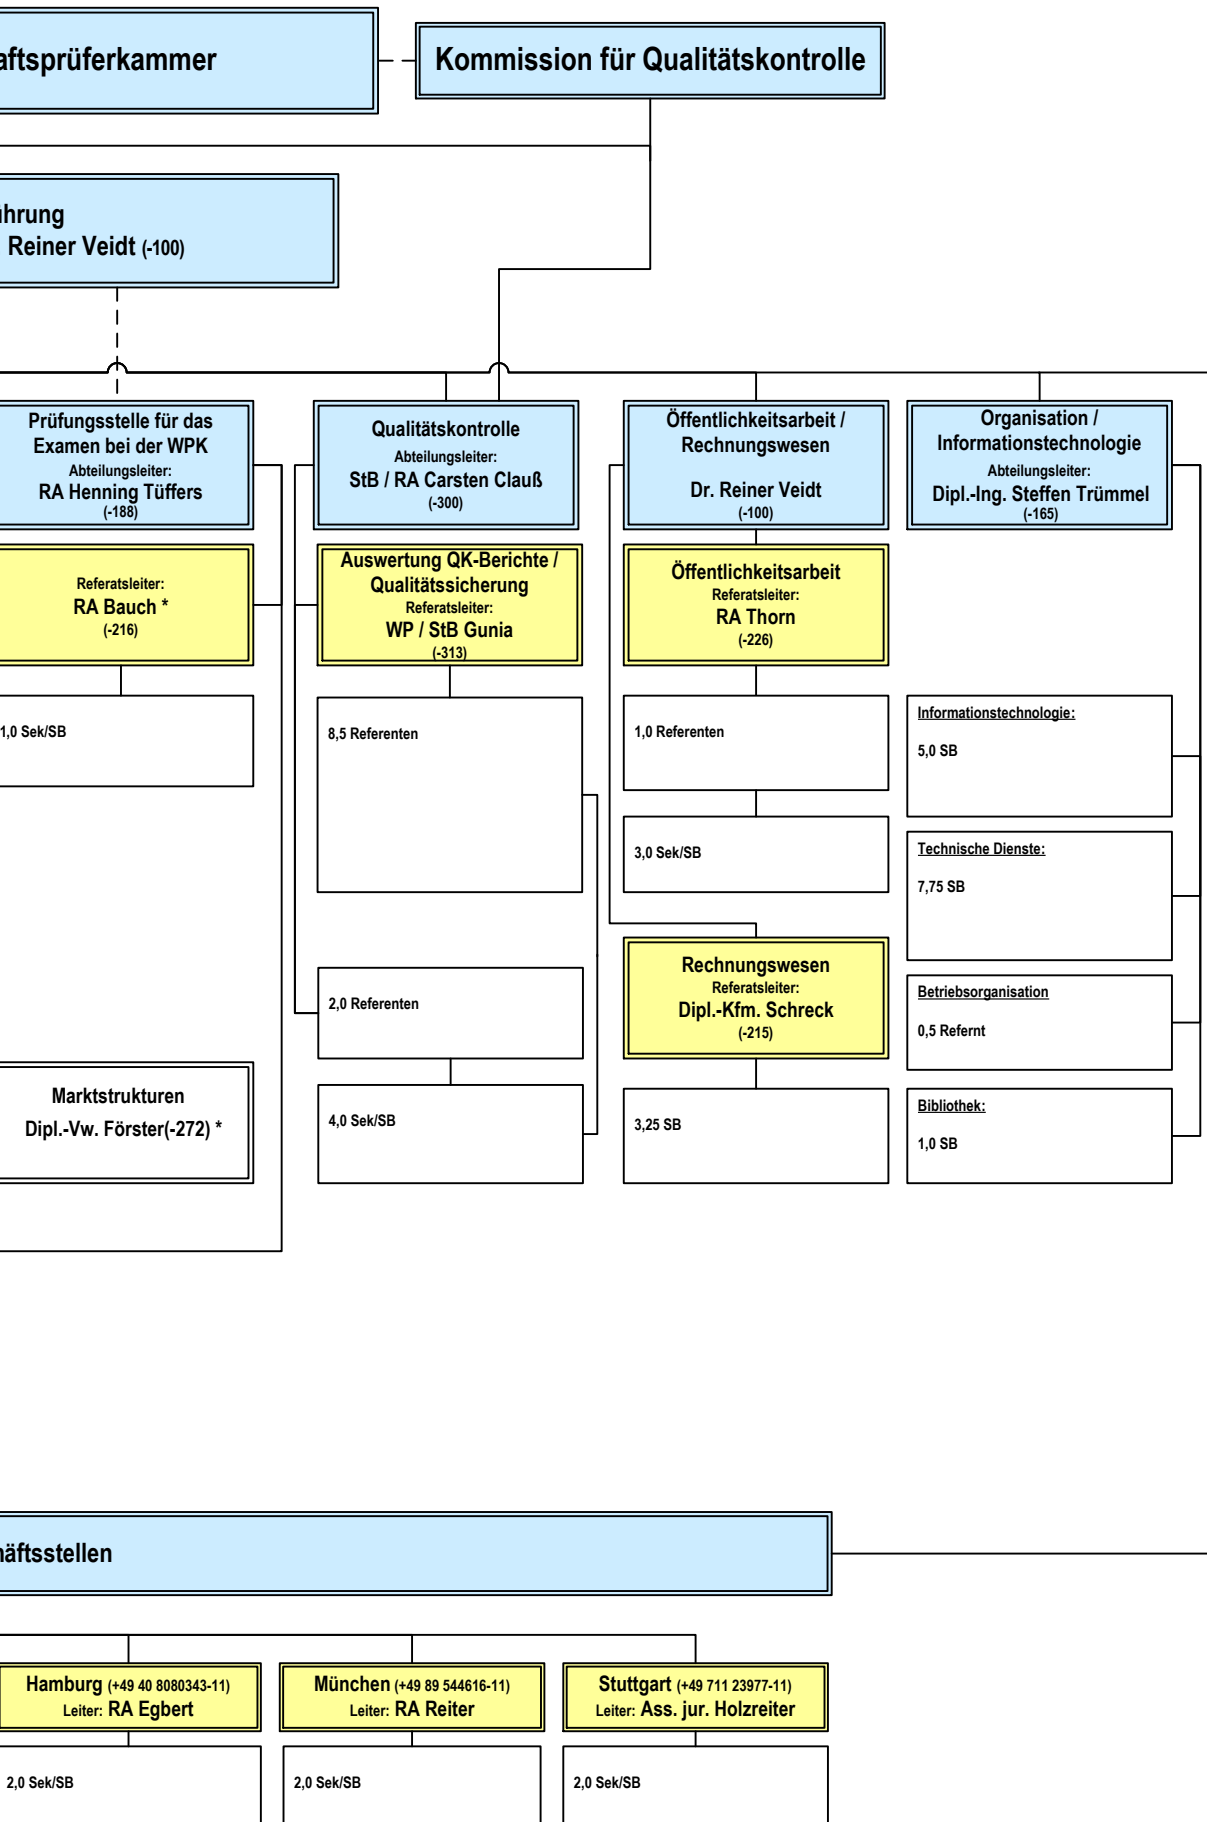 aftsprüferkammer
Kommission für Qualitätskontrolle
ührung
Reiner Veidt (-100)
Prüfungsstelle für das
Examen bei der WPK
Abteilungsleiter:
RA Henning Tüffers
(-188)
Qualitätskontrolle
Abteilungsleiter:
StB / RA Carsten Clauß
(-300)
Öffentlichkeitsarbeit /
Rechnungswesen
Dr. Reiner Veidt
(-100)
Organisation /
Informationstechnologie
Abteilungsleiter:
Dipl.-Ing. Steffen Trümmel
(-165)
Referatsleiter:
RA Bauch *
(-216)
Auswertung QK-Berichte /
Qualitätssicherung
Referatsleiter:
WP / StB Gunia
(-313)
Öffentlichkeitsarbeit
Referatsleiter:
RA Thorn
(-226)
1,0 Sek/SB
8,5 Referenten
1,0 Referenten
Informationstechnologie:
5,0 SB
3,0 Sek/SB
Technische Dienste:
7,75 SB
2,0 Referenten
Rechnungswesen
Referatsleiter:
Dipl.-Kfm. Schreck
(-215)
Betriebsorganisation
0,5 Refernt
Marktstrukturen
Dipl.-Vw. Förster(-272) *
4,0 Sek/SB
3,25 SB
Bibliothek:
1,0 SB
äftsstellen
Hamburg (+49 40 8080343-11)
Leiter: RA Egbert
München (+49 89 544616-11)
Leiter: RA Reiter
Stuttgart (+49 711 23977-11)
Leiter: Ass. jur. Holzreiter
2,0 Sek/SB
2,0 Sek/SB
2,0 Sek/SB